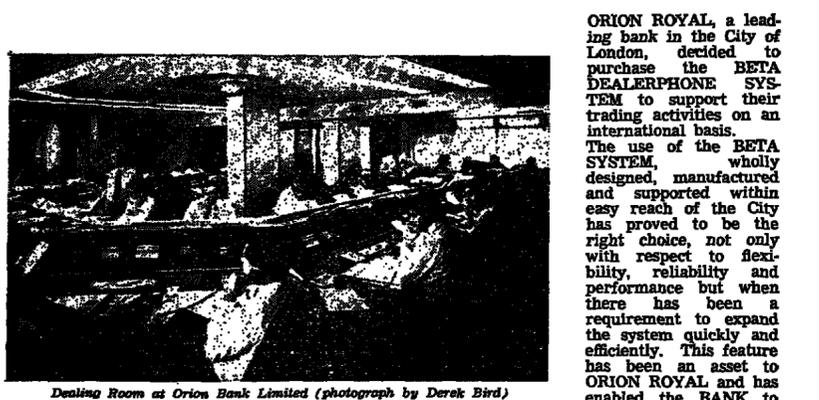 Dealing Room at Orion Bank Limited (photograph by Derek Bird)
ORION ROYAL, a lead-
ing bank in the City of
London, decided to
purchase the BETA
DEALERPHONE SYS-
TEM to support their
trading activities on an
international basis.
The use of the BETA
SYSTEM, wholly
designed, manufactured
and supported within
easy reach of the City
has proved to be the
right choice, not only
with respect to flexi-
bility, reliability and
performance but when
there has been a
requirement to expand
the system quickly and
efficiently. This feature
has been an asset to
ORION ROYAL and has
enabled the BANK to